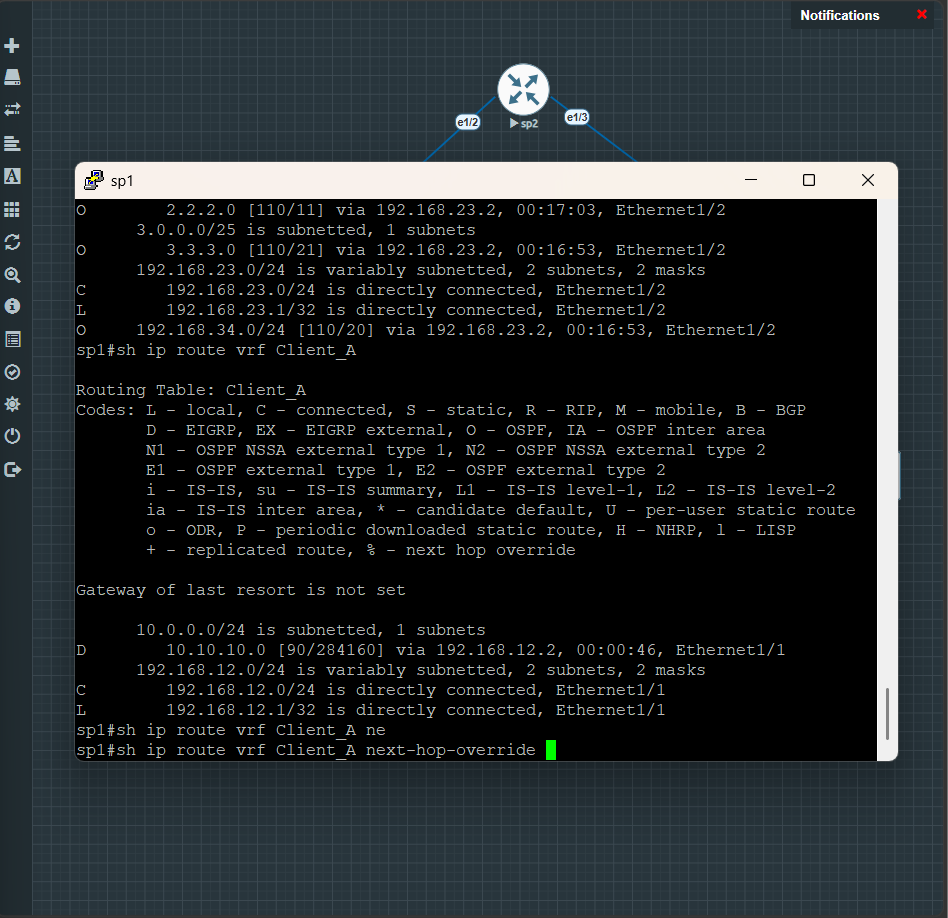 Notifications
e1/2
e1/3
sp2
sp1
O        2.2.2.0 [110/11] via 192.168.23.2, 00:17:03, Ethernet1/2
      3.0.0.0/25 is subnetted, 1 subnets
O        3.3.3.0 [110/21] via 192.168.23.2, 00:16:53, Ethernet1/2
      192.168.23.0/24 is variably subnetted, 2 subnets, 2 masks
C        192.168.23.0/24 is directly connected, Ethernet1/2
L        192.168.23.1/32 is directly connected, Ethernet1/2
O     192.168.34.0/24 [110/20] via 192.168.23.2, 00:16:53, Ethernet1/2
sp1#sh ip route vrf Client_A
Routing Table: Client_A
Codes: L - local, C - connected, S - static, R - RIP, M - mobile, B - BGP
       D - EIGRP, EX - EIGRP external, O - OSPF, IA - OSPF inter area
       N1 - OSPF NSSA external type 1, N2 - OSPF NSSA external type 2
       E1 - OSPF external type 1, E2 - OSPF external type 2
       i - IS-IS, su - IS-IS summary, L1 - IS-IS level-1, L2 - IS-IS level-2
       ia - IS-IS inter area, * - candidate default, U - per-user static route
       o - ODR, P - periodic downloaded static route, H - NHRP, l - LISP
       + - replicated route, % - next hop override
Gateway of last resort is not set
      10.0.0.0/24 is subnetted, 1 subnets
D        10.10.10.0 [90/284160] via 192.168.12.2, 00:00:46, Ethernet1/1
      192.168.12.0/24 is variably subnetted, 2 subnets, 2 masks
C        192.168.12.0/24 is directly connected, Ethernet1/1
L        192.168.12.1/32 is directly connected, Ethernet1/1
sp1#sh ip route vrf Client_A ne
sp1#sh ip route vrf Client_A next-hop-override